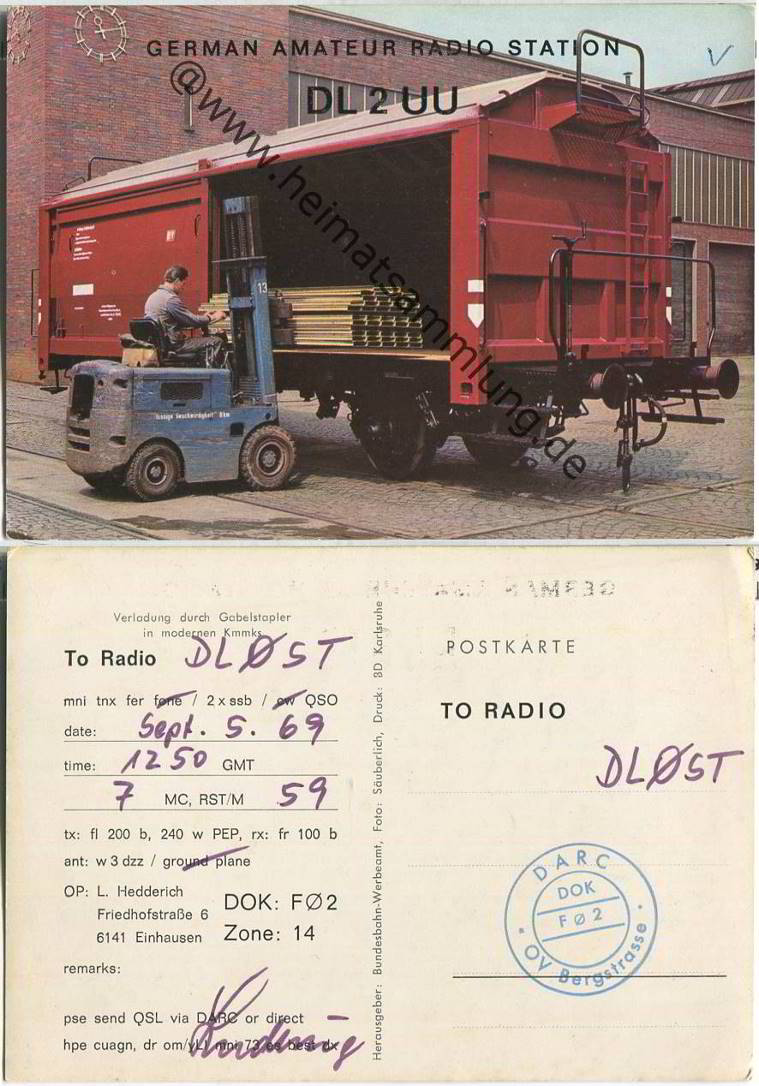 GERMAN AMATEUR RADIO STATION
DL 2 UU
@www.heimatsammlung.de
13
Verladung durch Gabelstapler
in modernen Kmmks
To Radio DLØST
mni tnx fer fone / 2 x ssb / cw QSO
date: Sept. 5. 69
time: 1250 GMT
7 MC, RST/M 59
tx: fl 200 b, 240 w PEP, rx: fr 100 b
ant: w 3 dzz / ground plane
OP: L. Hedderich
Friedhofstraße 6
6141 Einhausen
DOK: FØ2
Zone: 14
remarks:
pse send QSL via DARC or direct
hpe cuagn, dr om/yl! mni 73 es best dx
Herausgeber: Bundesbahn-Werbeamt, Foto: Säuberlich, Druck: BD Karlsruhe
POSTKARTE
TO RADIO
DLØST
DARC
DOK
FØ2
OV Bergstrasse